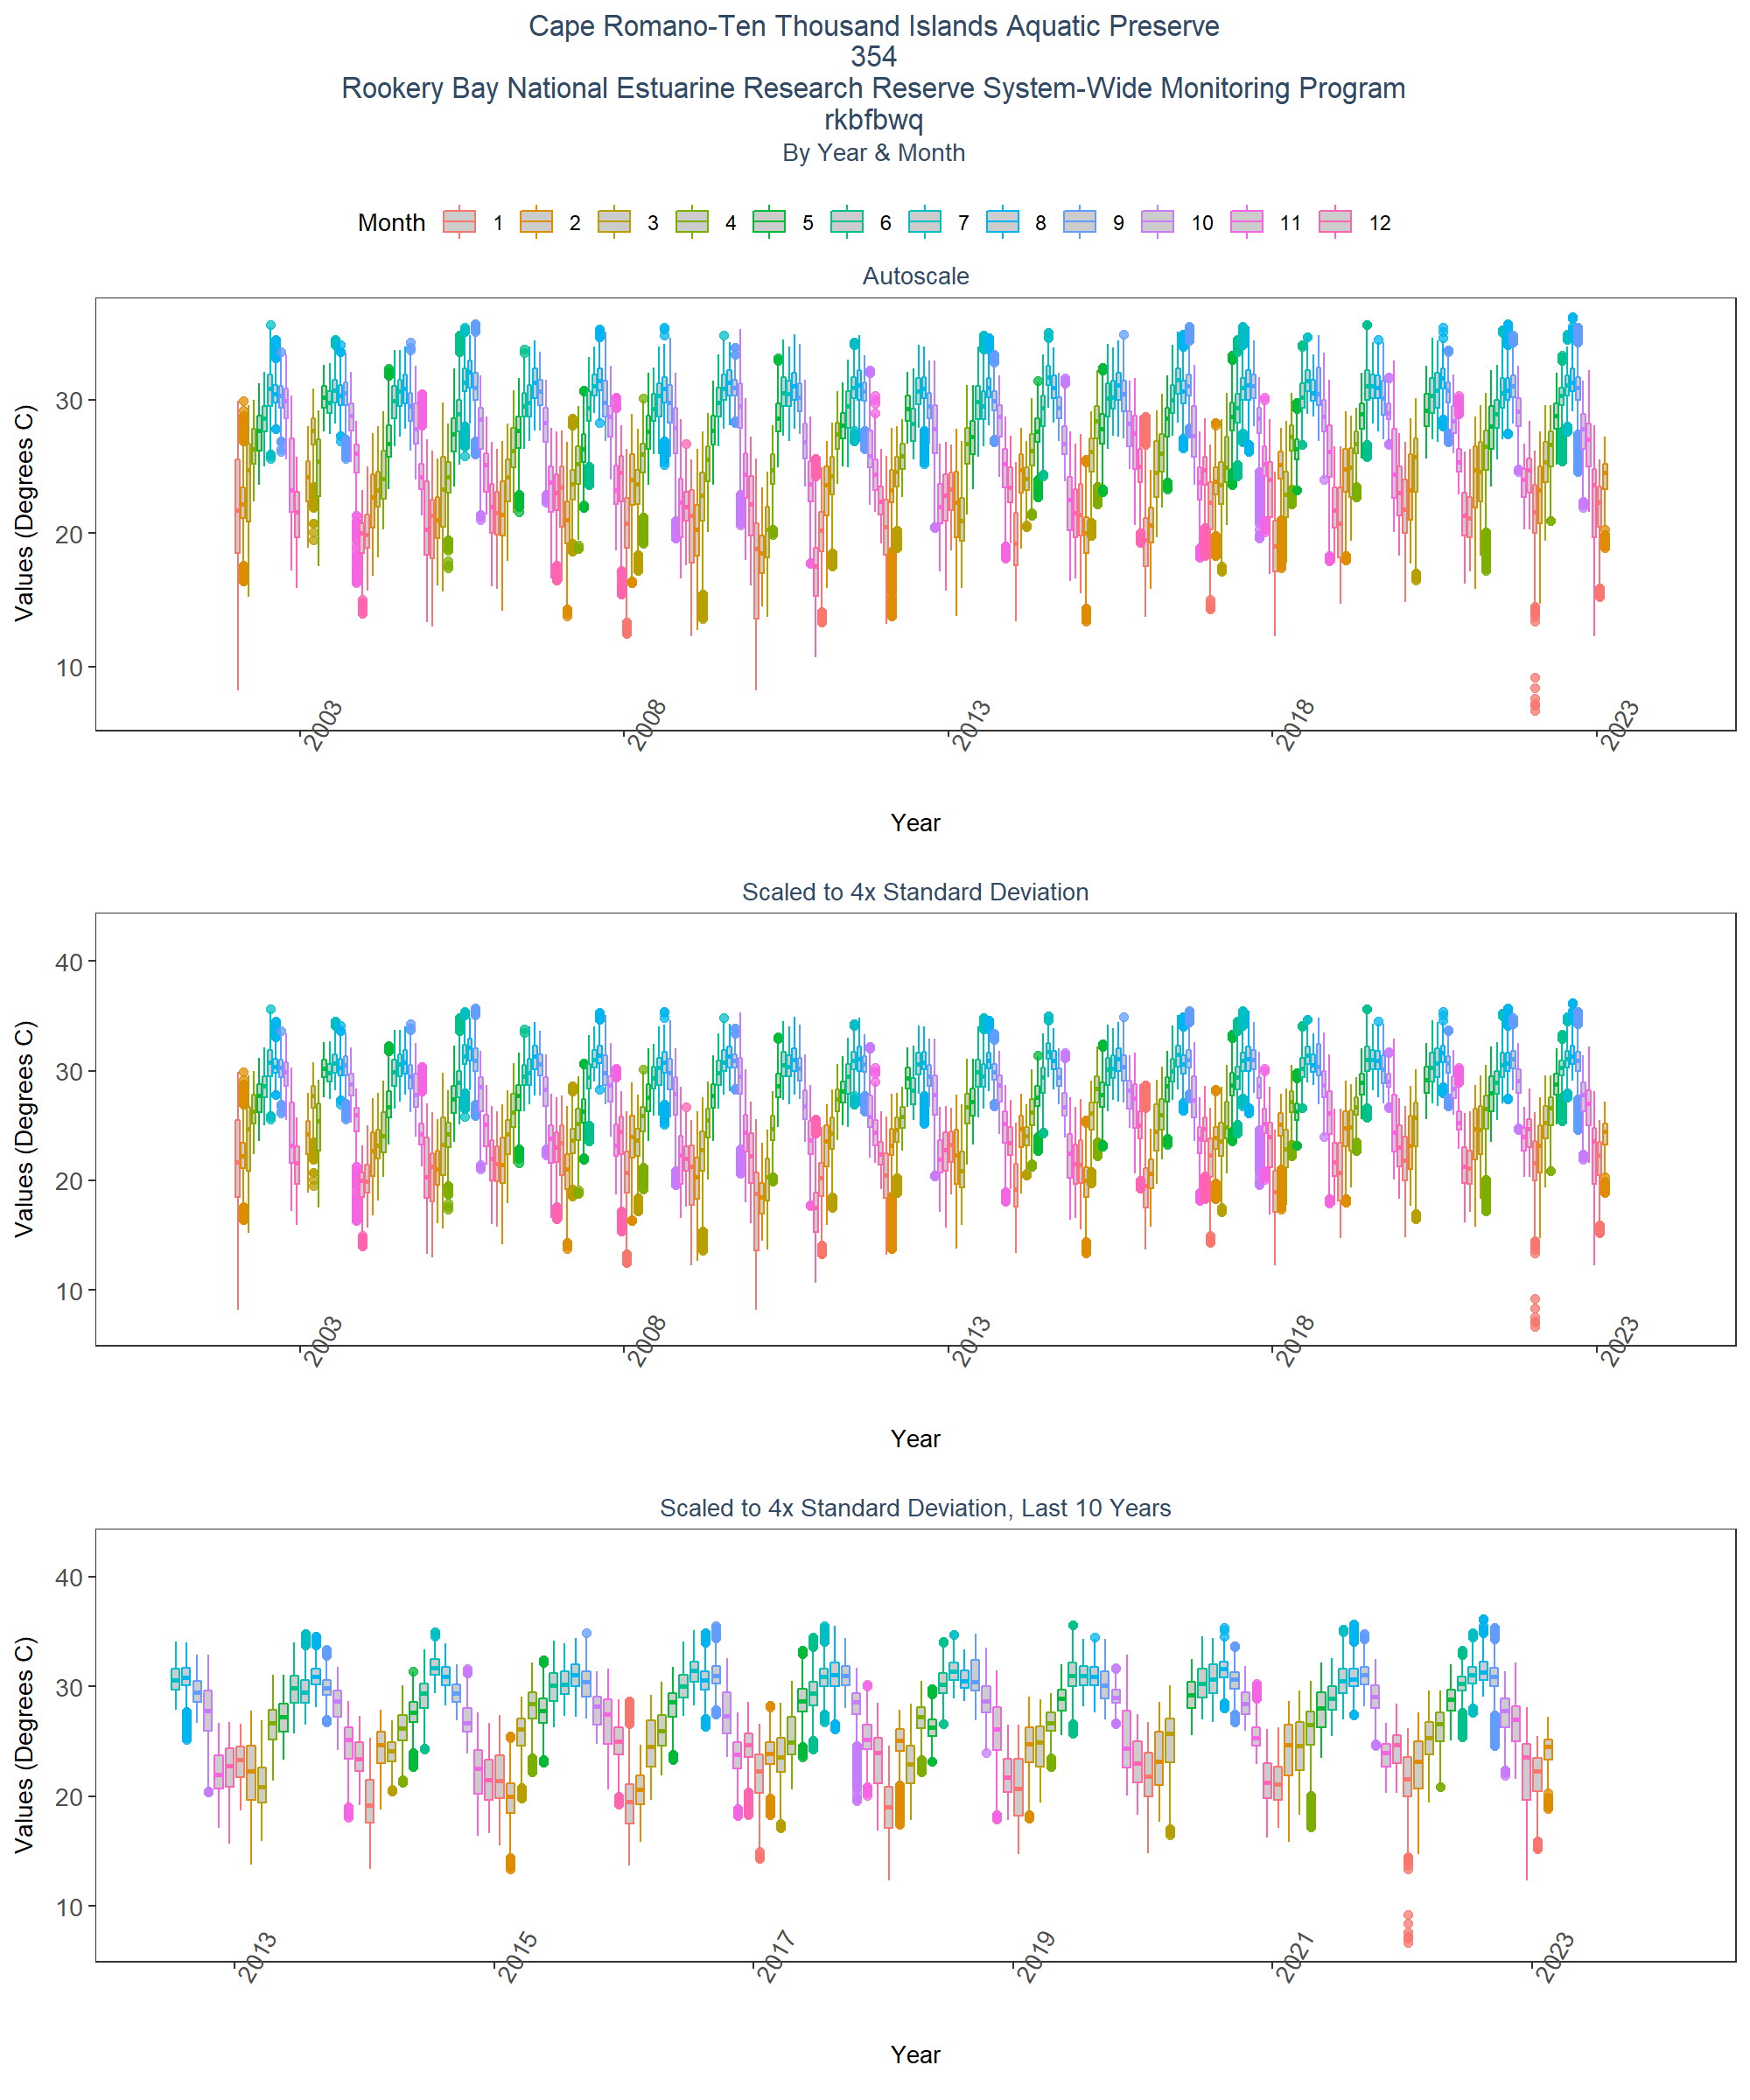 Cape Romano-Ten Thousand Islands Aquatic Preserve
354
Rookery Bay National Estuarine Research Reserve System-Wide Monitoring Program
rkbfbwq
By Year & Month
Month 1 2 3 4 5 6 7 8 9 10 11 12
Autoscale
Values (Degrees C)
30
20
10
2003 2008 2013 2018 2023
Year
Scaled to 4x Standard Deviation
Values (Degrees C)
40
30
20
10
2003 2008 2013 2018 2023
Year
Scaled to 4x Standard Deviation, Last 10 Years
Values (Degrees C)
40
30
20
10
2013 2015 2017 2019 2021 2023
Year